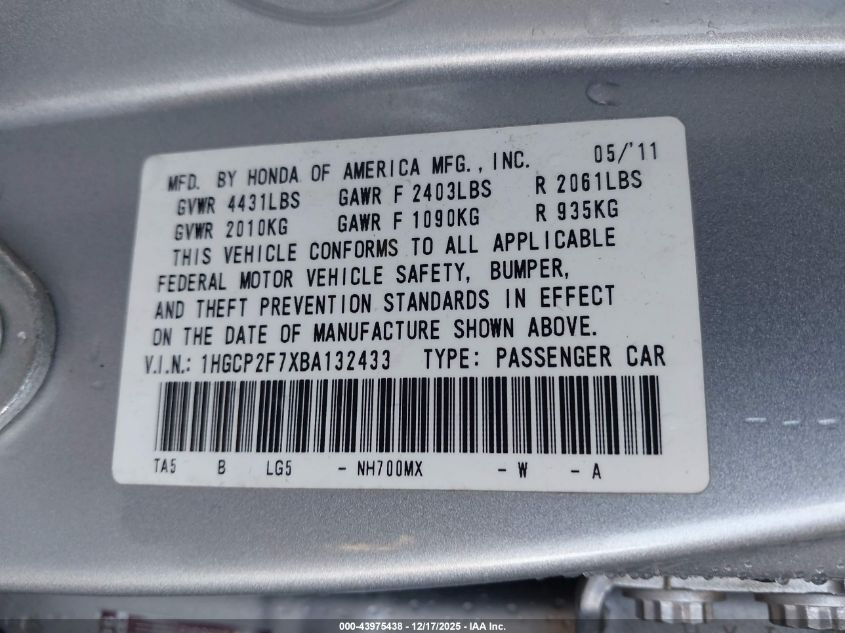 MFD. BY HONDA OF AMERICA MFG., INC. 05/'11
GVWR 4431LBS GAWR F 2403LBS R 2061LBS
GVWR 2010KG GAWR F 1090KG R 935KG
THIS VEHICLE CONFORMS TO ALL APPLICABLE
FEDERAL MOTOR VEHICLE SAFETY, BUMPER,
AND THEFT PREVENTION STANDARDS IN EFFECT
ON THE DATE OF MANUFACTURE SHOWN ABOVE.
V.I.N.: 1HGCP2F7XBA132433 TYPE: PASSENGER CAR
TA5 B LG5 - NH700MX - W - A
000-43975438 - 12/17/2025 - IAA Inc.